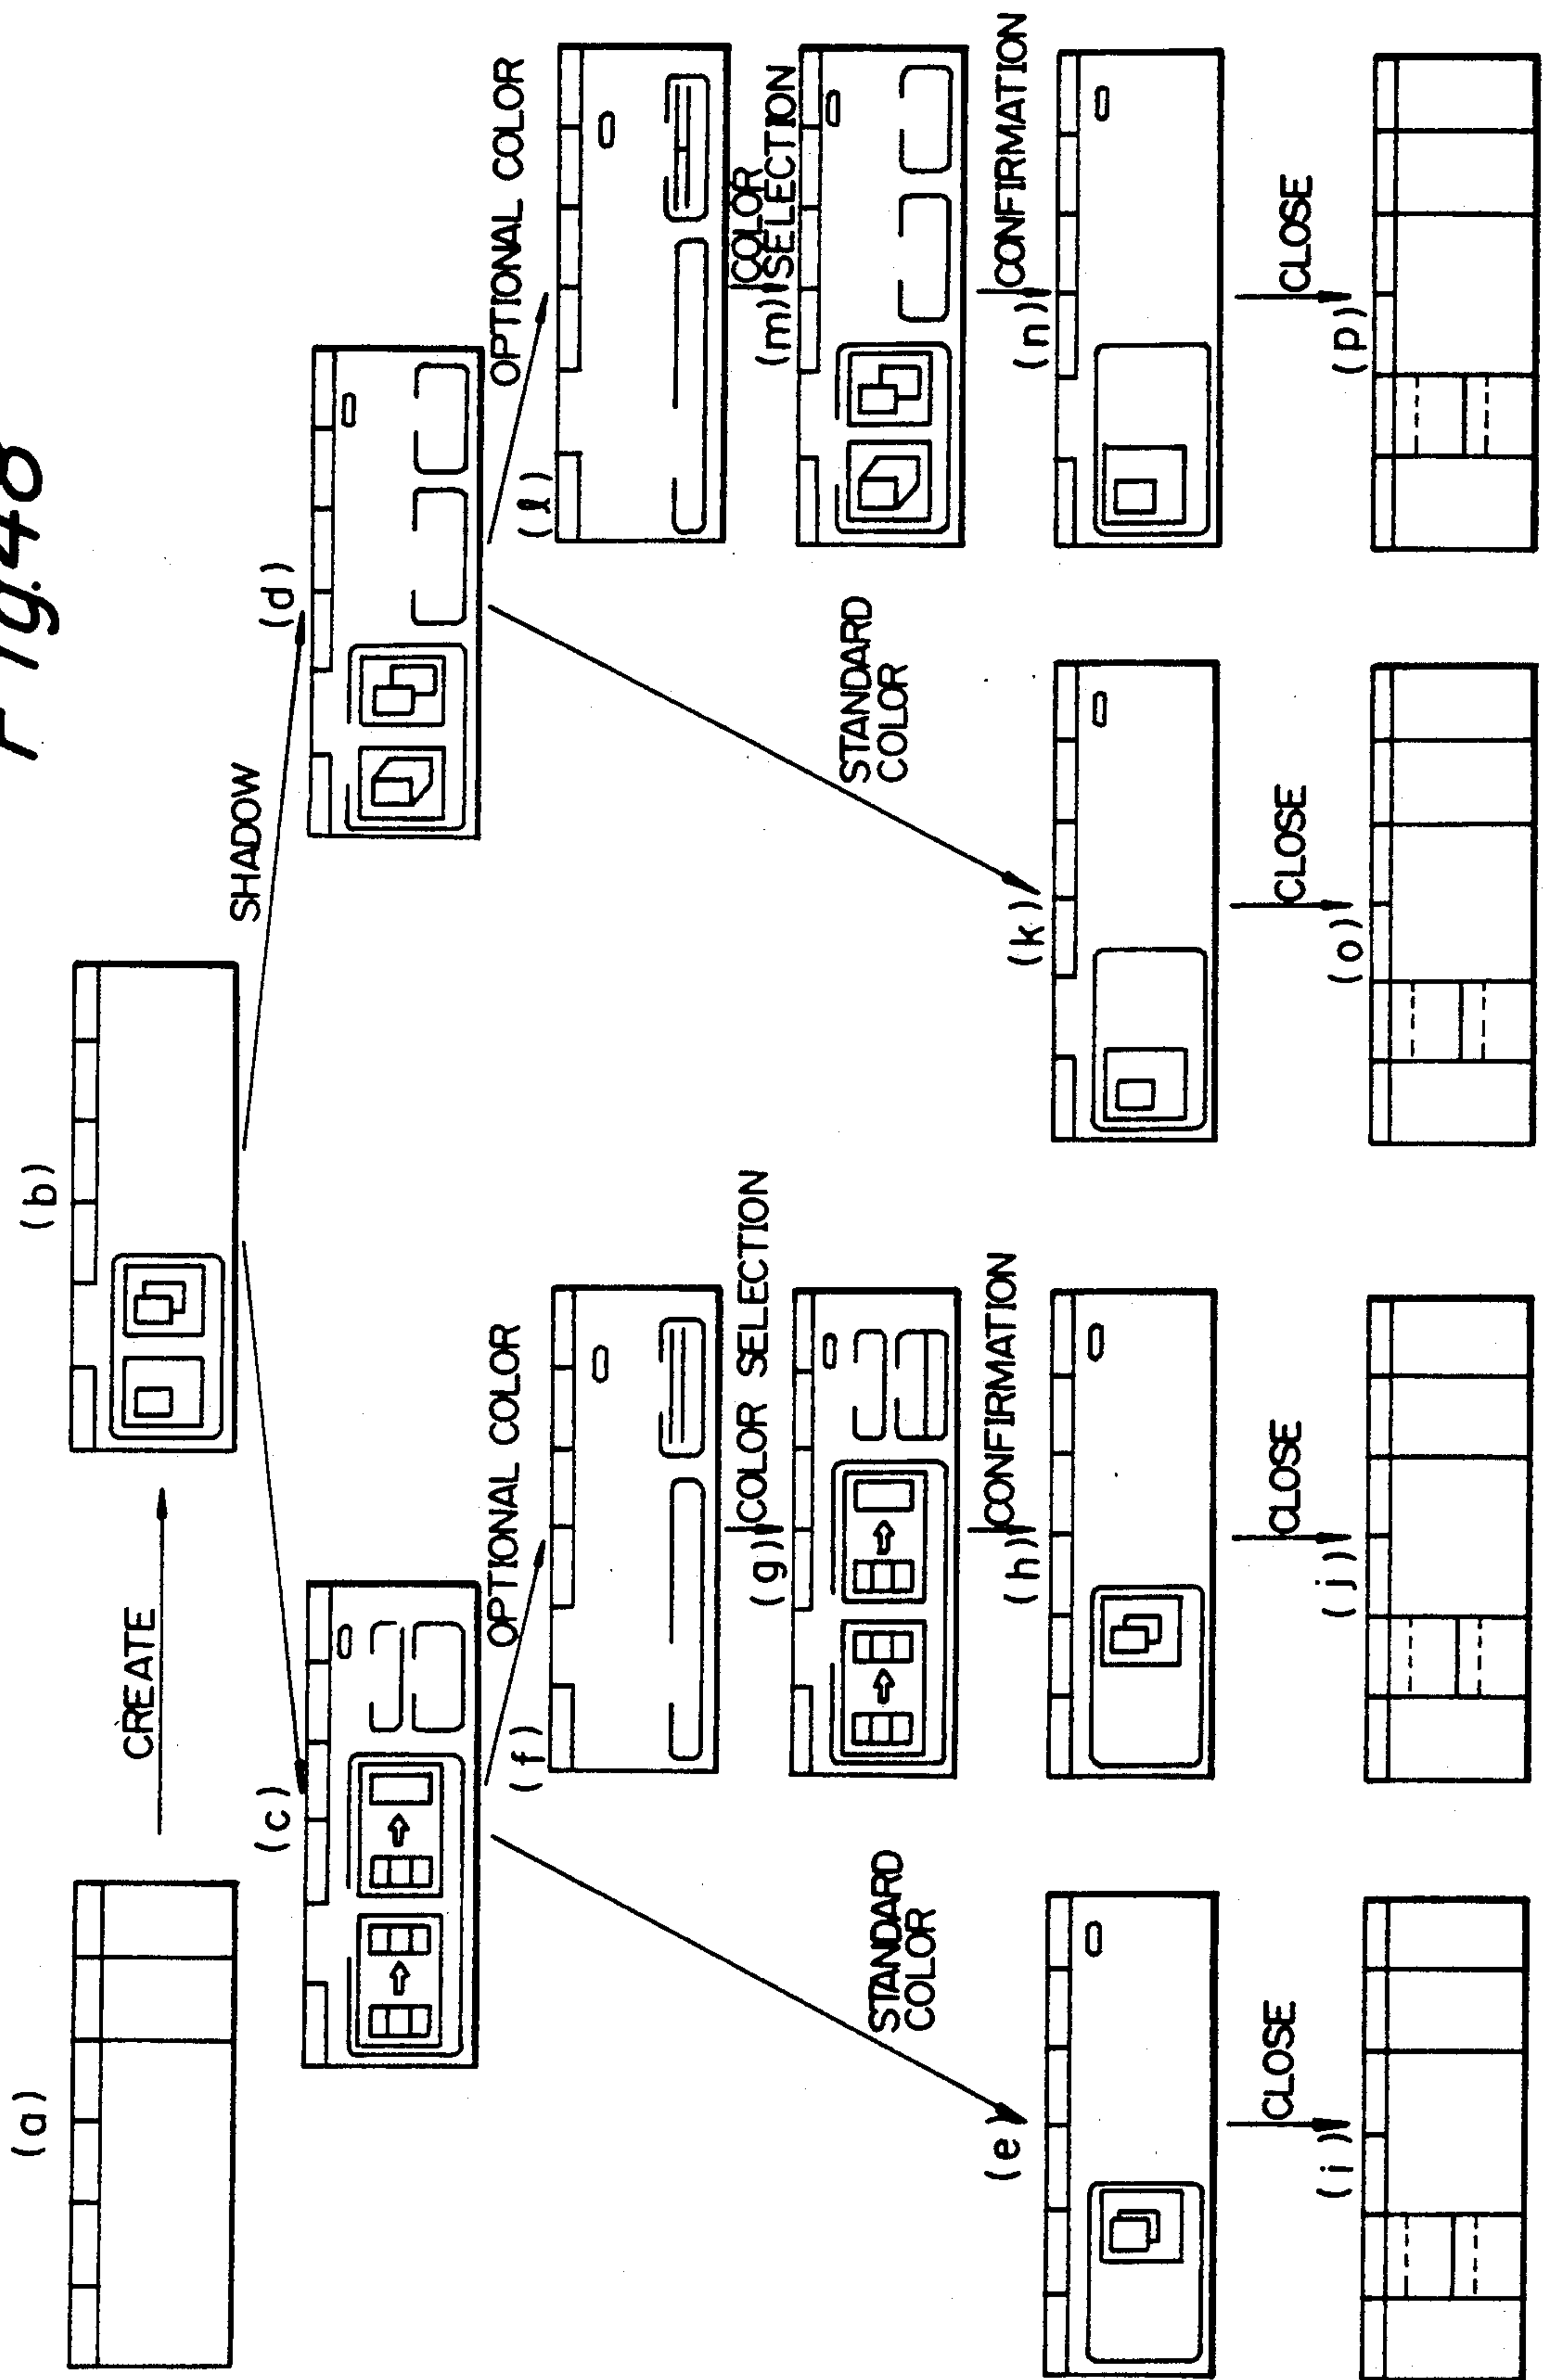 Fig.48
(a)
CREATE
(b)
SHADOW
(c)
(d)
OPTIONAL COLOR
OPTIONAL COLOR
STANDARD
COLOR
STANDARD
COLOR
(f)
(l)
COLOR SELECTION
COLOR
SELECTION
(g)
(m)
CONFIRMATION
CONFIRMATION
(e)
(h)
(k)
(n)
CLOSE
CLOSE
CLOSE
CLOSE
(i)
(j)
(o)
(p)